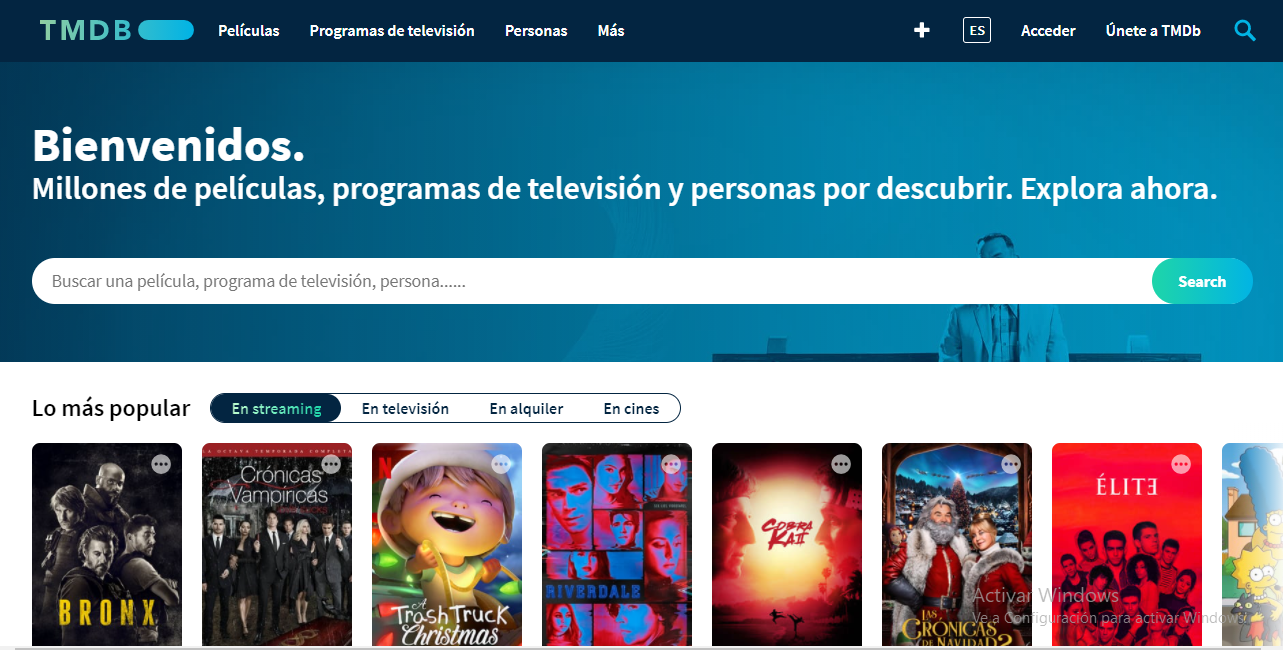 TMDB
Películas
Programas de televisión
Personas
Más
ES
Acceder
Únete a TMDb
Bienvenidos.
Millones de películas, programas de televisión y personas por descubrir. Explora ahora.
Buscar una película, programa de televisión, persona......
Search
Lo más popular
En streaming
En televisión
En alquiler
En cines
BRONX
LA OCTAVA TEMPORADA COMPLETA
Crónicas
Vampíricas
N
A
Trash Truck
Christmas
RIVERDALE
COBRA
KAI
LAS
CRÓNICAS
DE NAVIDAD 2
ÉLITE
Activar Windows
Ve a Configuración para activar Windows.